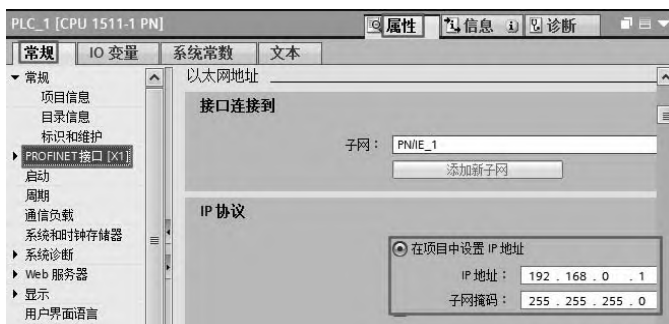 PLC_1 [CPU 1511-1 PN]
属性 信息 诊断
常规 IO 变量 系统常数 文本
常规
项目信息
目录信息
标识和维护
PROFINET接口 [X1]
启动
周期
通信负载
系统和时钟存储器
系统诊断
Web 服务器
显示
用户界面语言
以太网地址
接口连接到
子网： PN/IE_1
添加新子网
IP 协议
在项目中设置 IP 地址
IP 地址： 192 . 168 . 0 . 1
子网掩码： 255 . 255 . 255 . 0